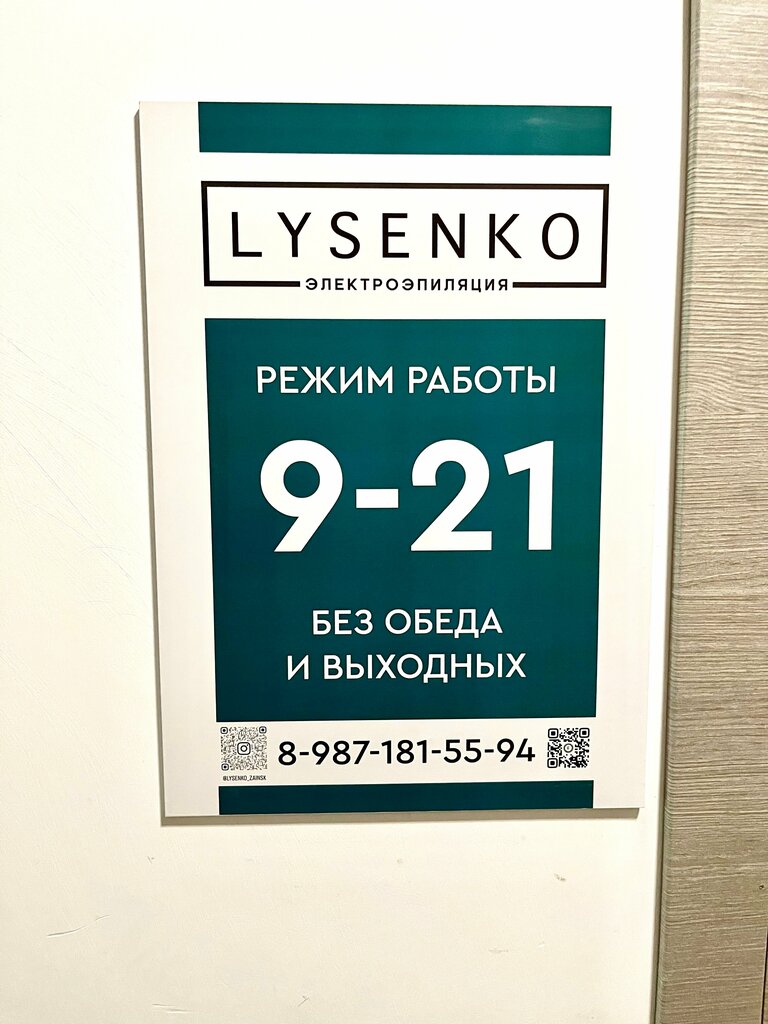 LYSENKO
ЭЛЕКТРОЭПИЛЯЦИЯ
РЕЖИМ РАБОТЫ
9-21
БЕЗ ОБЕДА
И ВЫХОДНЫХ
8-987-181-55-94
@LYSENKO_ZAINSK